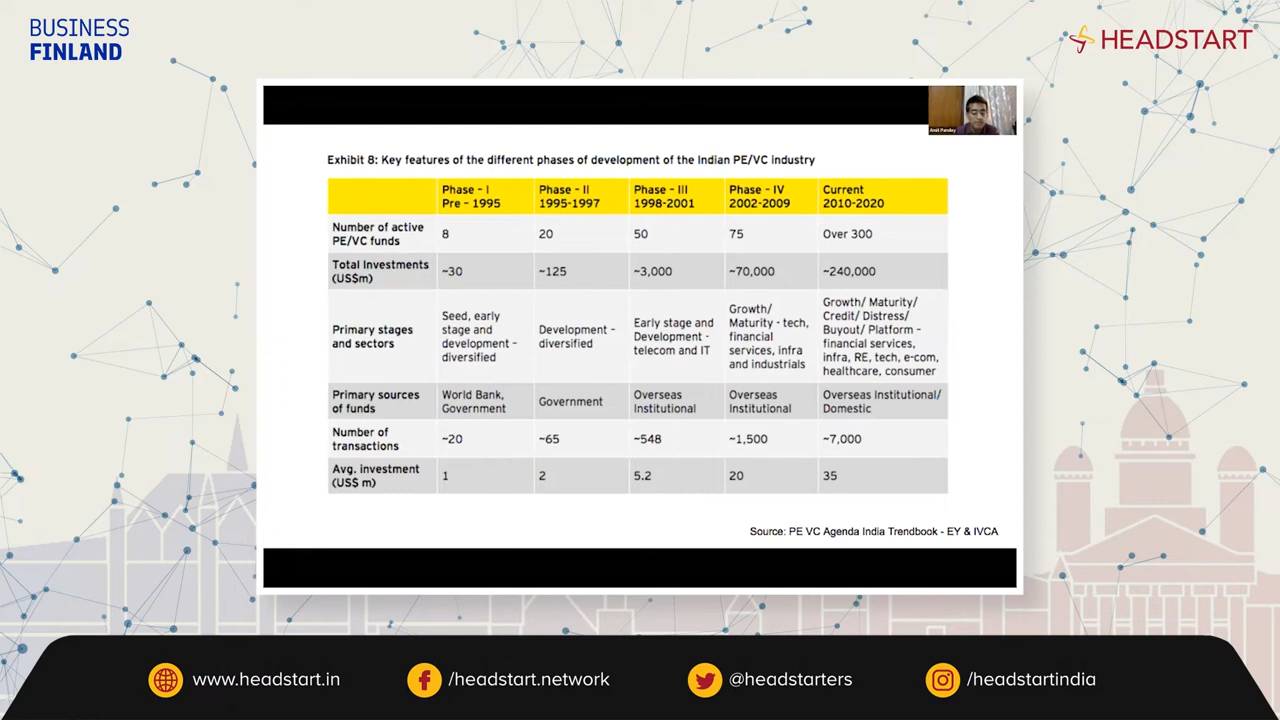 BUSINESS
FINLAND
HEADSTART
Amit Pandey
Exhibit 8: Key features of the different phases of development of the Indian PE/VC industry
Phase - I
Pre - 1995
Phase - II
1995-1997
Phase - III
1998-2001
Phase - IV
2002-2009
Current
2010-2020
Number of active
PE/VC funds
8
20
50
75
Over 300
Total Investments
(US$m)
~30
~125
~3,000
~70,000
~240,000
Primary stages
and sectors
Seed, early
stage and
development -
diversified
Development -
diversified
Early stage and
Development -
telecom and IT
Growth/
Maturity - tech,
financial
services, infra
and industrials
Growth/ Maturity/
Credit/ Distress/
Buyout/ Platform -
financial services,
infra, RE, tech, e-com,
healthcare, consumer
Primary sources
of funds
World Bank,
Government
Government
Overseas
Institutional
Overseas
Institutional
Overseas Institutional/
Domestic
Number of
transactions
~20
~65
~548
~1,500
~7,000
Avg. investment
(US$ m)
1
2
5.2
20
35
Source: PE VC Agenda India Trendbook - EY & IVCA
www.headstart.in
/headstart.network
@headstarters
/headstartindia